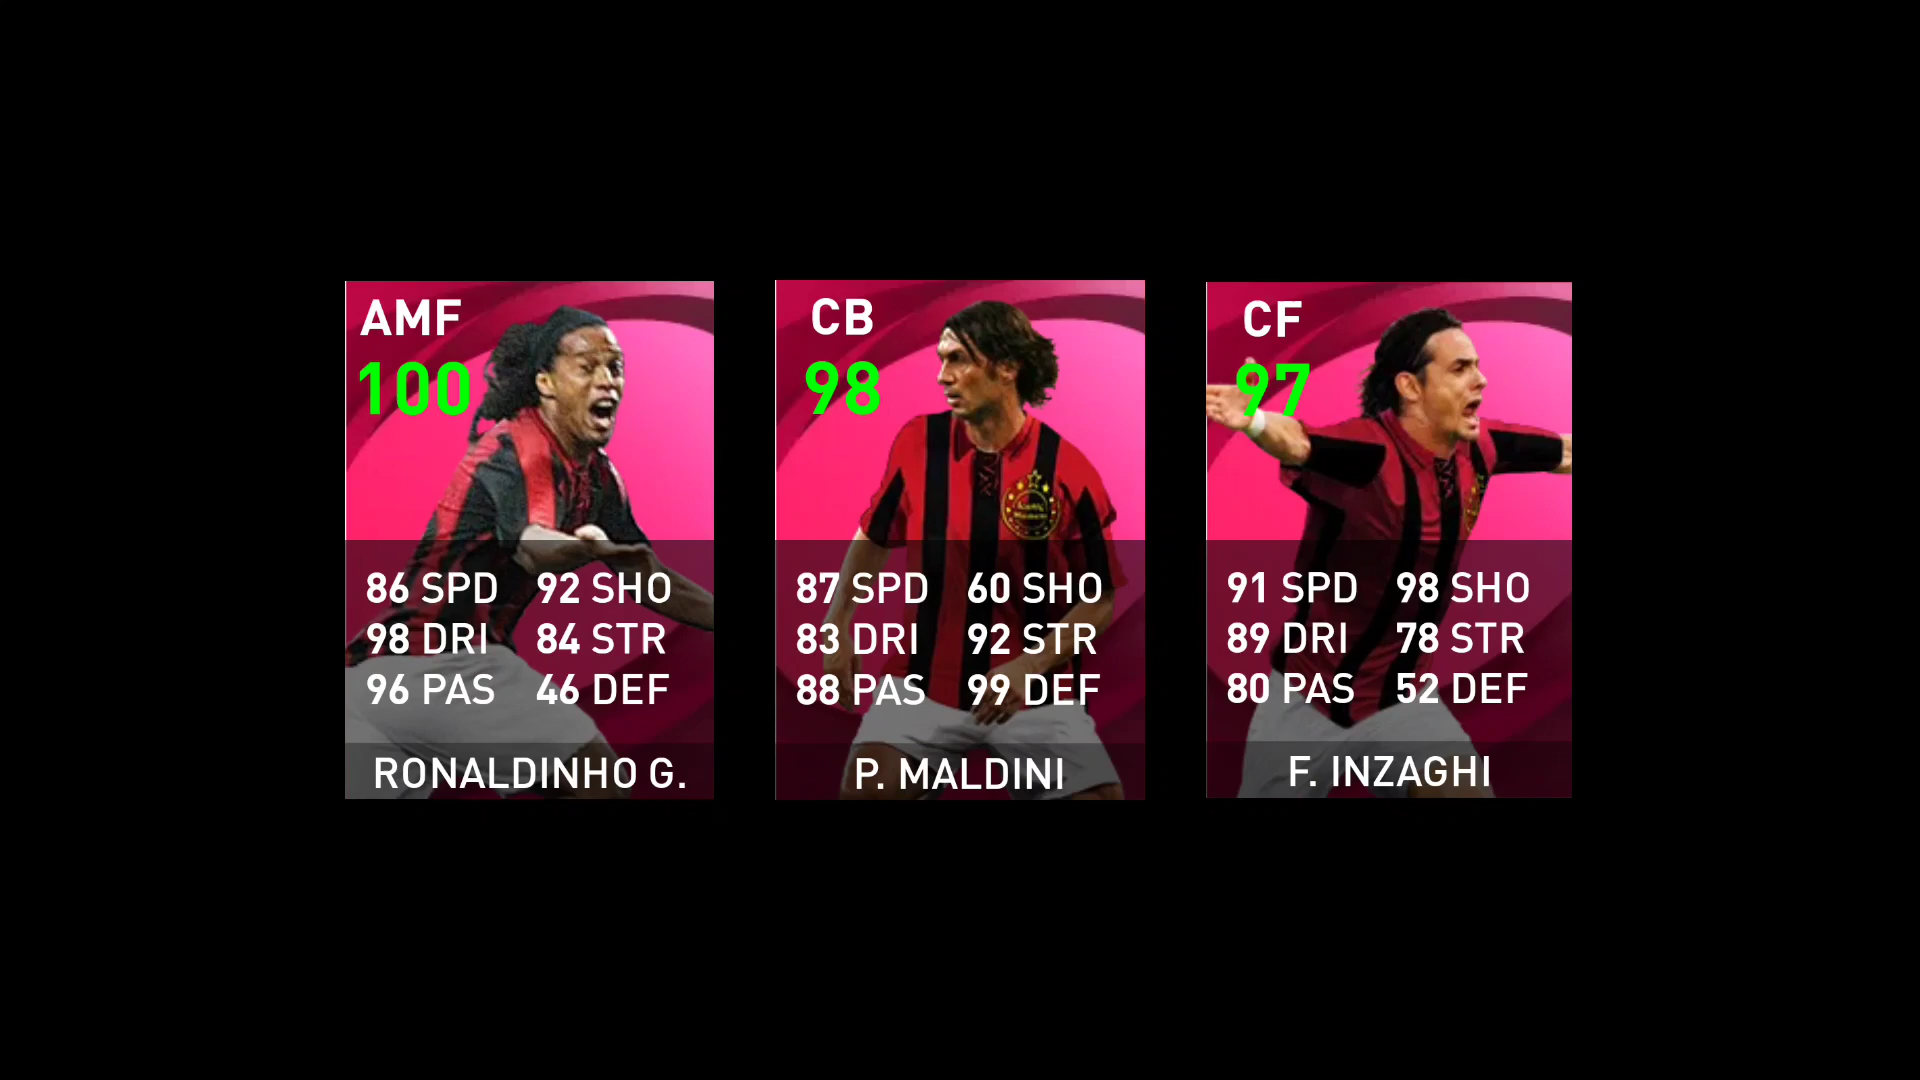 AMF
100
86 SPD 92 SHO
98 DRI 84 STR
96 PAS 46 DEF
RONALDINHO G.
CB
98
87 SPD 60 SHO
83 DRI 92 STR
88 PAS 99 DEF
P. MALDINI
CF
97
91 SPD 98 SHO
89 DRI 78 STR
80 PAS 52 DEF
F. INZAGHI